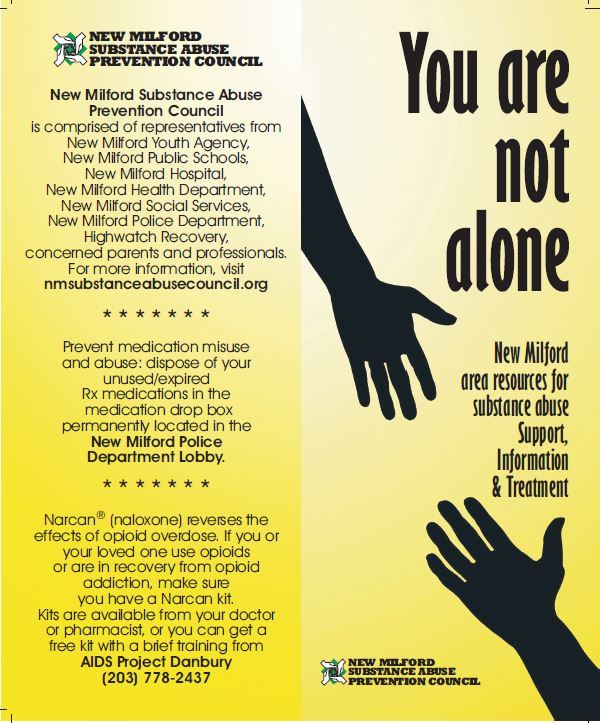 NEW MILFORD
SUBSTANCE ABUSE
PREVENTION COUNCIL
New Milford Substance Abuse
Prevention Council
is comprised of representatives from
New Milford Youth Agency,
New Milford Public Schools,
New Milford Hospital,
New Milford Health Department,
New Milford Social Services,
New Milford Police Department,
Highwatch Recovery,
concerned parents and professionals.
For more information, visit
nmsubstanceabusecouncil.org
* * * * * * *
Prevent medication misuse
and abuse: dispose of your
unused/expired
Rx medications in the
medication drop box
permanently located in the
New Milford Police
Department Lobby.
* * * * * * *
Narcan® (naloxone) reverses the
effects of opioid overdose. If you or
your loved one use opioids
or are in recovery from opioid
addiction, make sure
you have a Narcan kit.
Kits are available from your doctor
or pharmacist, or you can get a
free kit with a brief training from
AIDS Project Danbury
(203) 778-2437
You are
not
alone
New Milford
area resources for
substance abuse
Support,
Information
& Treatment
NEW MILFORD
SUBSTANCE ABUSE
PREVENTION COUNCIL